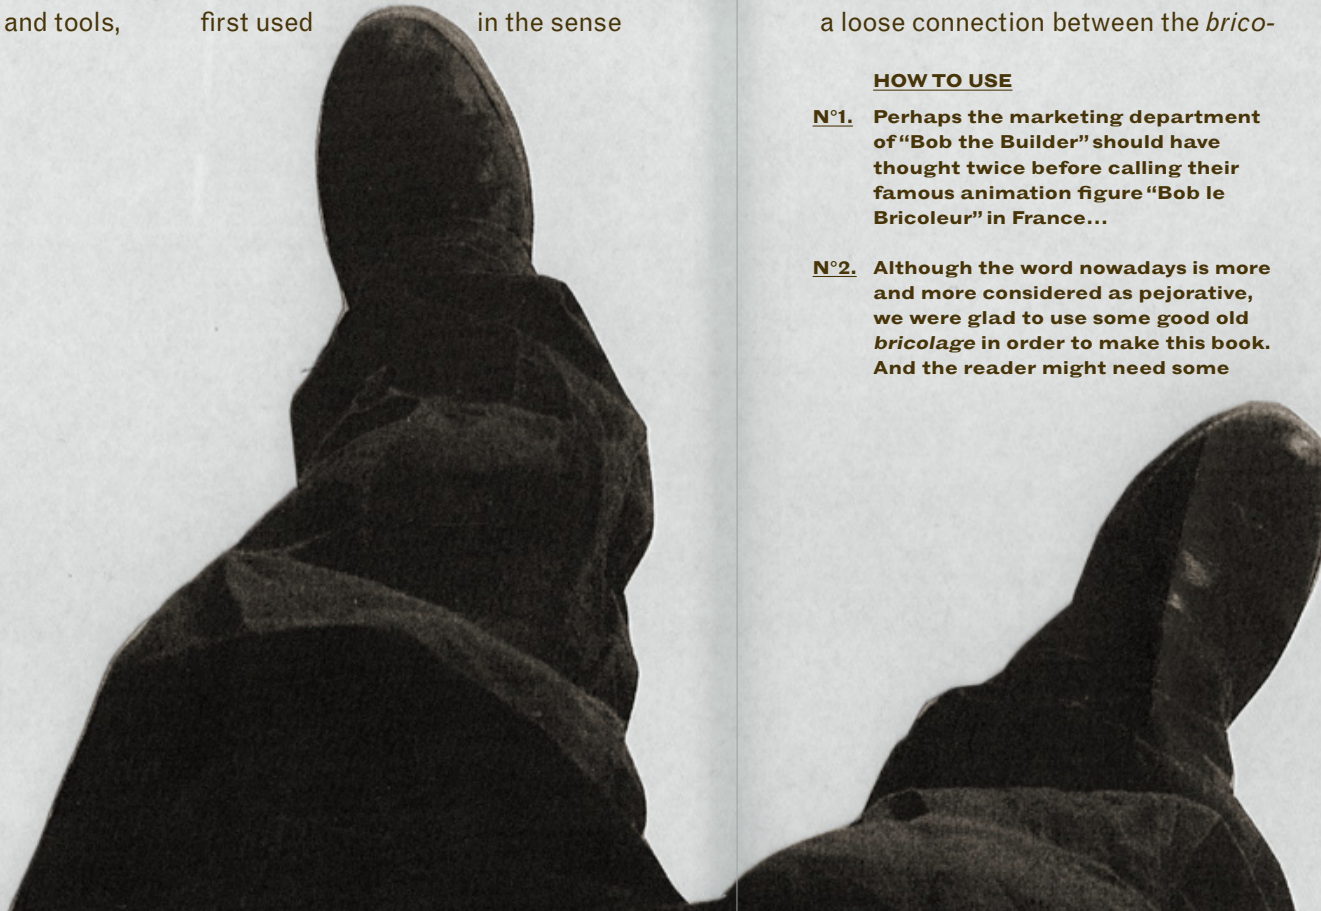 and tools, first used in the sense
a loose connection between the brico-
HOW TO USE
N°1. Perhaps the marketing department
of “Bob the Builder” should have
thought twice before calling their
famous animation figure “Bob le
Bricoleur” in France...
N°2. Although the word nowadays is more
and more considered as pejorative,
we were glad to use some good old
bricolage in order to make this book.
And the reader might need some